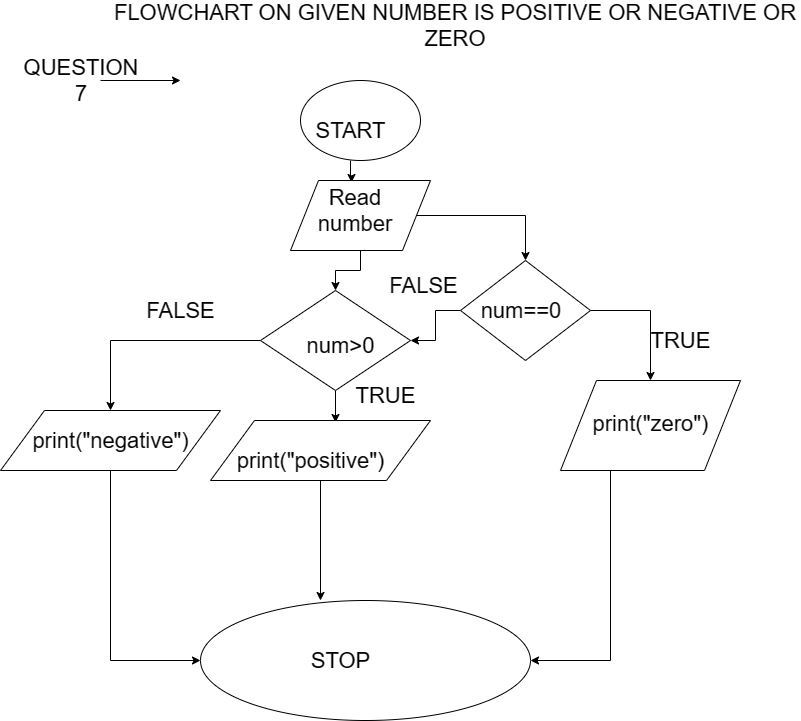 FLOWCHART ON GIVEN NUMBER IS POSITIVE OR NEGATIVE OR
ZERO
QUESTION
7
START
Read
number
FALSE
num==0
FALSE
num>0
TRUE
TRUE
print("negative")
print("positive")
print("zero")
STOP